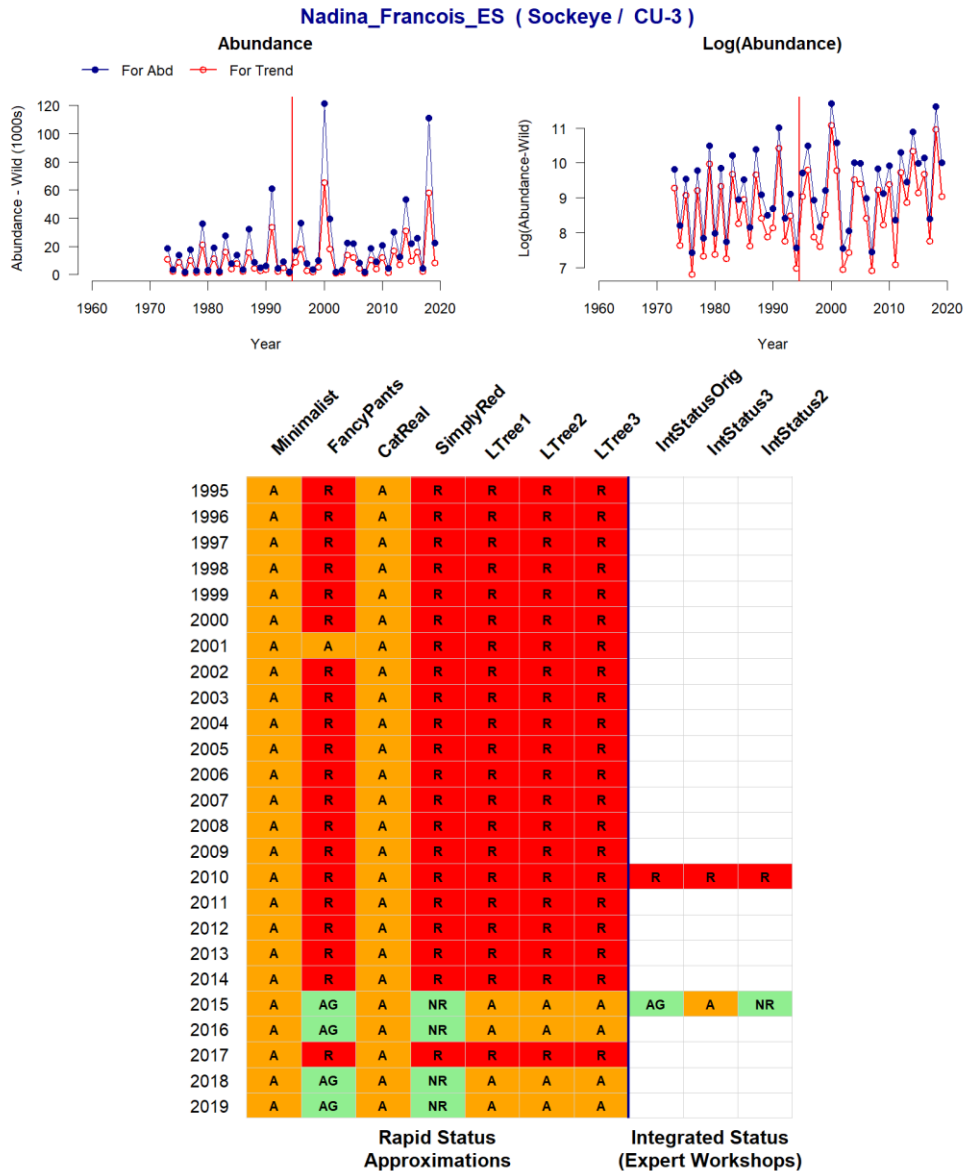 Nadina_Francois_ES ( Sockeye / CU-3 )
Abundance
For Abd For Trend
Abundance - Wild (1000s)
120
100
80
60
40
20
0
1960 1970 1980 1990 2000 2010 2020
Year
Log(Abundance)
Log(Abundance-Wild)
11
10
9
8
7
1960 1970 1980 1990 2000 2010 2020
Year
Minimalist FancyPants CatReal SimplyRed LTree1 LTree2 LTree3 IntStatusOrig IntStatus3 IntStatus2
1995 A R A R R R R
1996 A R A R R R R
1997 A R A R R R R
1998 A R A R R R R
1999 A R A R R R R
2000 A R A R R R R
2001 A A A R R R R
2002 A R A R R R R
2003 A R A R R R R
2004 A R A R R R R
2005 A R A R R R R
2006 A R A R R R R
2007 A R A R R R R
2008 A R A R R R R
2009 A R A R R R R
2010 A R A R R R R R R R
2011 A R A R R R R
2012 A R A R R R R
2013 A R A R R R R
2014 A R A R R R R
2015 A AG A NR A A A AG A NR
2016 A AG A NR A A A
2017 A R A R R R R
2018 A AG A NR A A A
2019 A AG A NR A A A
Rapid Status
Approximations
Integrated Status
(Expert Workshops)